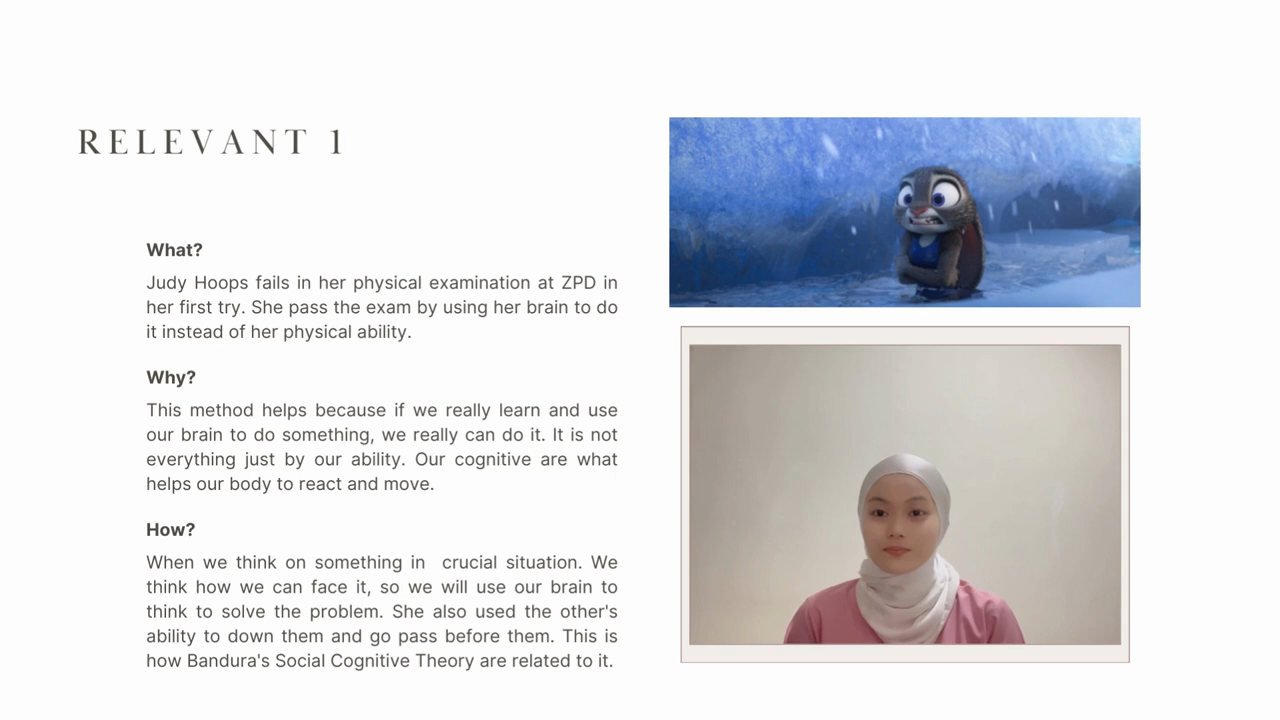 RELEVANT 1
What?
Judy Hoops fails in her physical examination at ZPD in
her first try. She pass the exam by using her brain to do
it instead of her physical ability.
Why?
This method helps because if we really learn and use
our brain to do something, we really can do it. It is not
everything just by our ability. Our cognitive are what
helps our body to react and move.
How?
When we think on something in  crucial situation. We
think how we can face it, so we will use our brain to
think to solve the problem. She also used the other's
ability to down them and go pass before them. This is
how Bandura's Social Cognitive Theory are related to it.